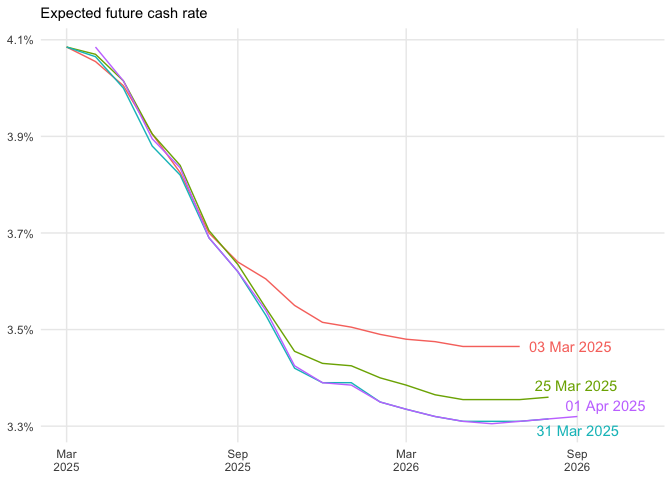 Expected future cash rate
4.1%
3.9%
3.7%
3.5%
3.3%
03 Mar 2025
25 Mar 2025
01 Apr 2025
31 Mar 2025
Mar
2025
Sep
2025
Mar
2026
Sep
2026